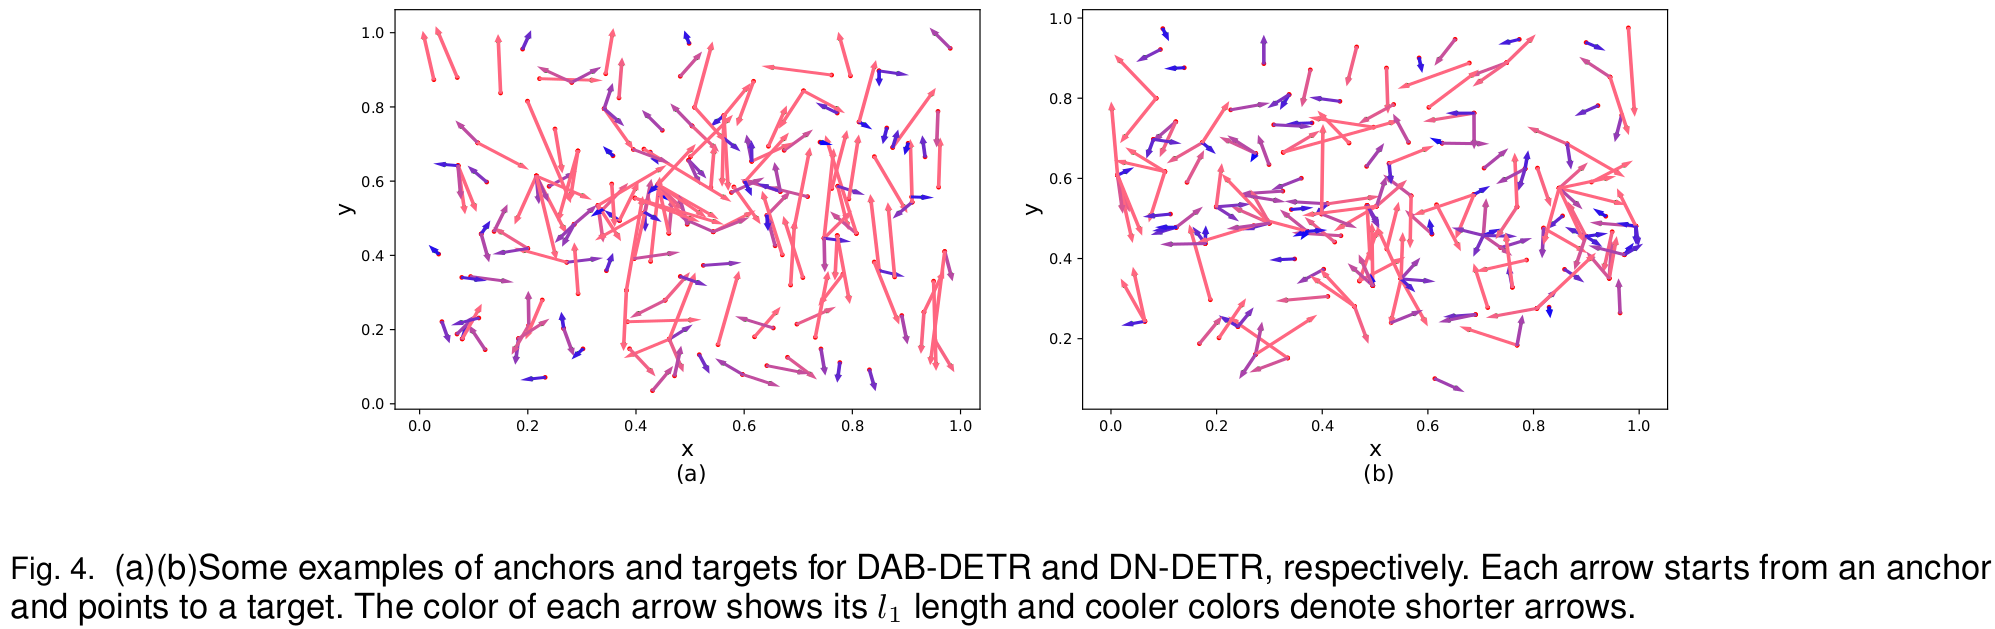 1.0
0.8
0.6
0.4
0.2
0.0
y
0.0 0.2 0.4 0.6 0.8 1.0
x
(a)
1.0
0.8
0.6
0.4
0.2
y
0.0 0.2 0.4 0.6 0.8 1.0
x
(b)
Fig. 4. (a)(b)Some examples of anchors and targets for DAB-DETR and DN-DETR, respectively. Each arrow starts from an anchor
and points to a target. The color of each arrow shows its l₁ length and cooler colors denote shorter arrows.